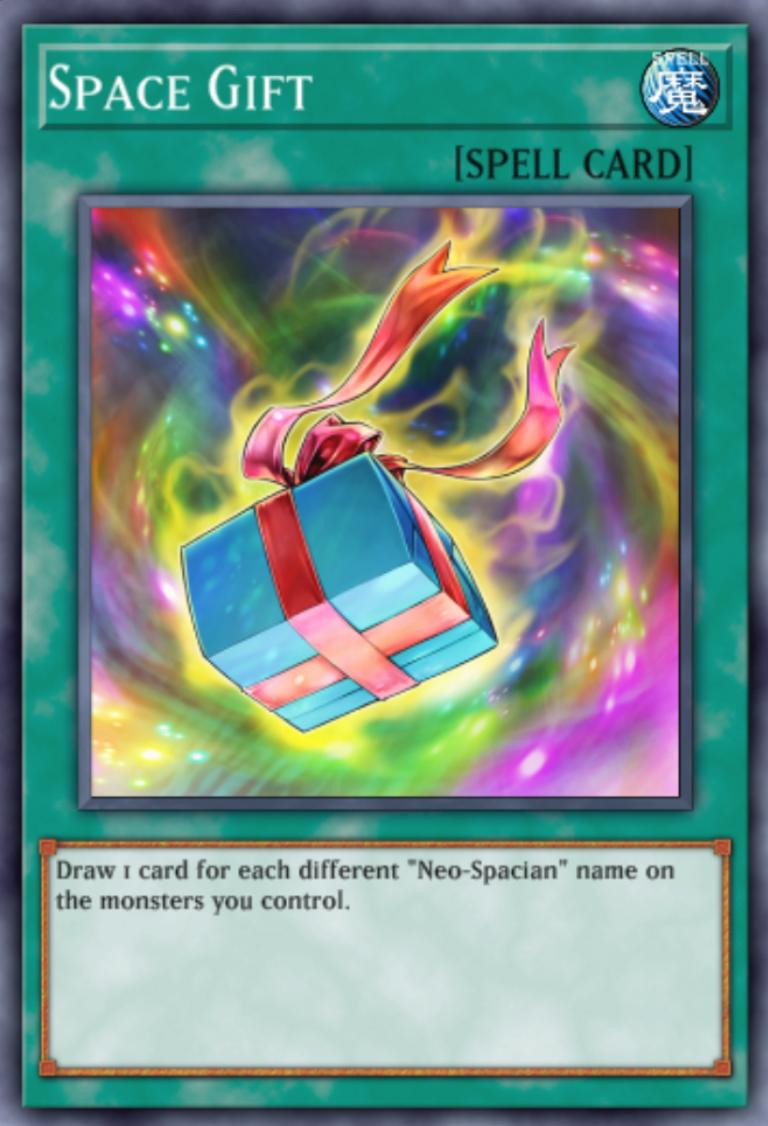 SPACE GIFT
SPELL
魔
[SPELL CARD]
Draw 1 card for each different "Neo-Spacian" name on
the monsters you control.